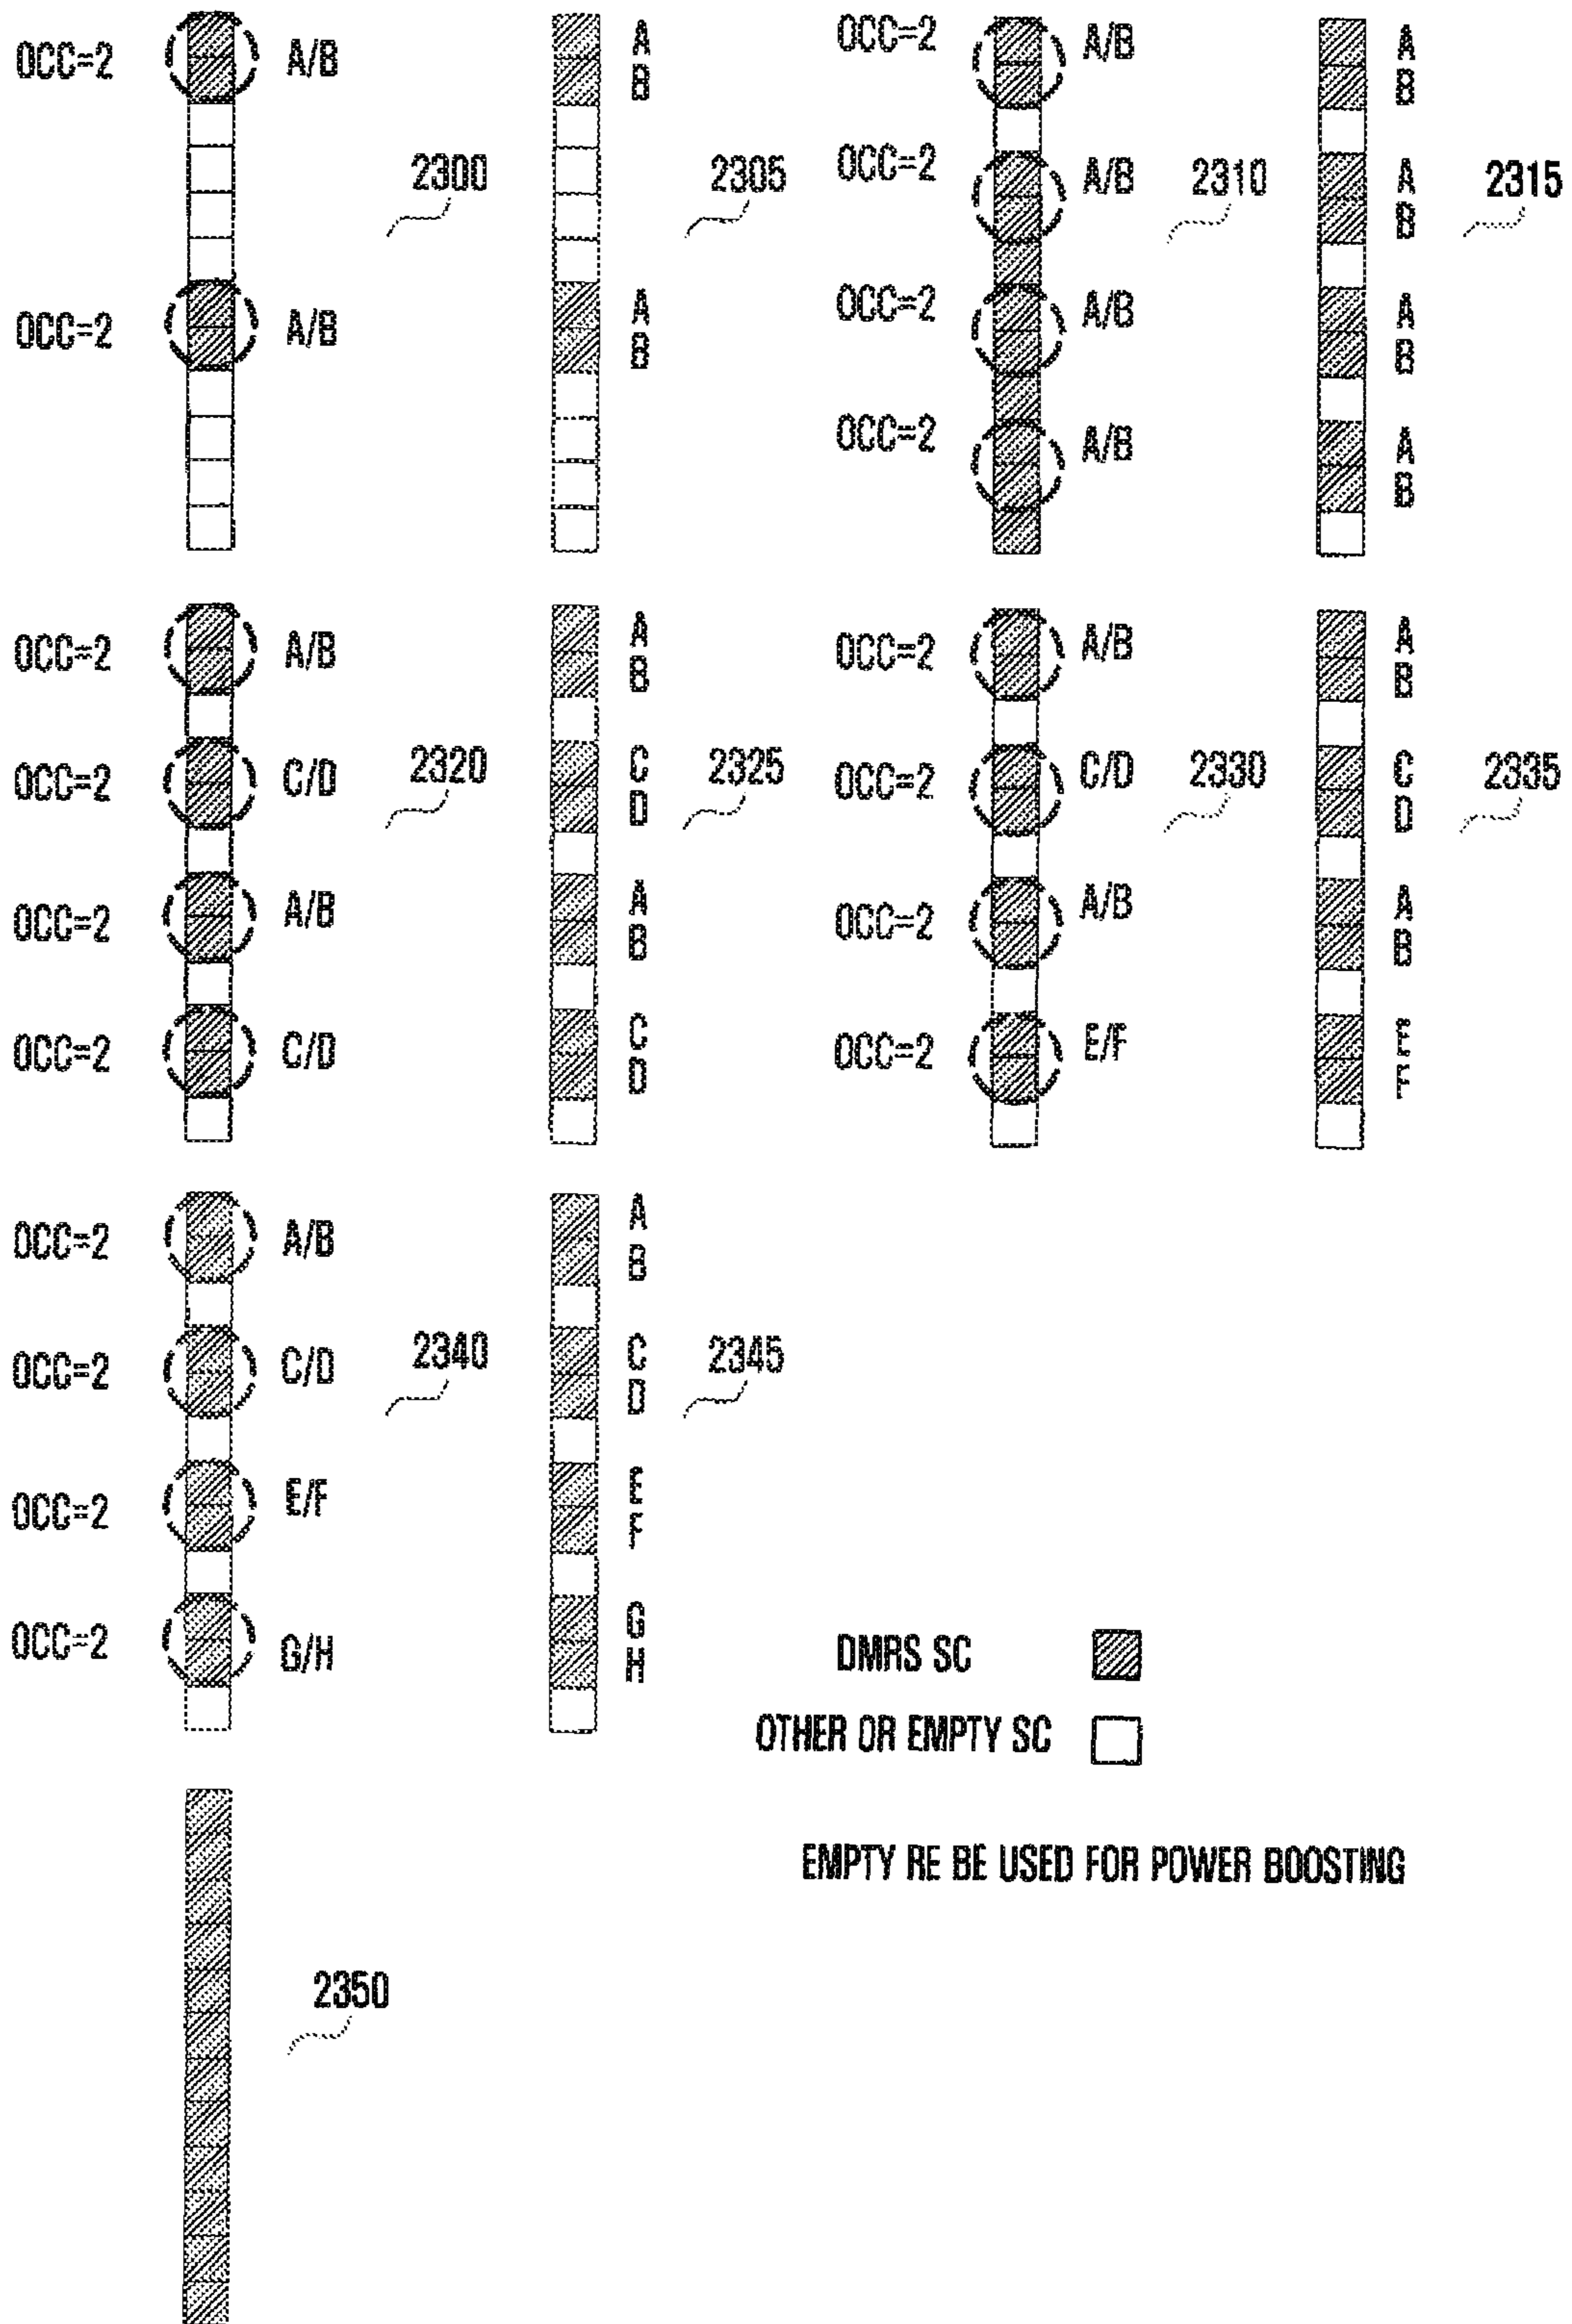 OCC=2 A/B
OCC=2 A/B
2300
A
B
A
B
2305
OCC=2 A/B
OCC=2 A/B
OCC=2 A/B
OCC=2 A/B
2310
A
B
A
B
A
B
A
B
2315
OCC=2 A/B
OCC=2 C/D
OCC=2 A/B
OCC=2 C/D
2320
A
B
C
D
A
B
C
D
2325
OCC=2 A/B
OCC=2 C/D
OCC=2 A/B
OCC=2 E/F
2330
A
B
C
D
A
B
E
F
2335
OCC=2 A/B
OCC=2 C/D
OCC=2 E/F
OCC=2 G/H
2340
A
B
C
D
E
F
G
H
2345
DMRS SC
OTHER OR EMPTY SC
EMPTY RE BE USED FOR POWER BOOSTING
2350